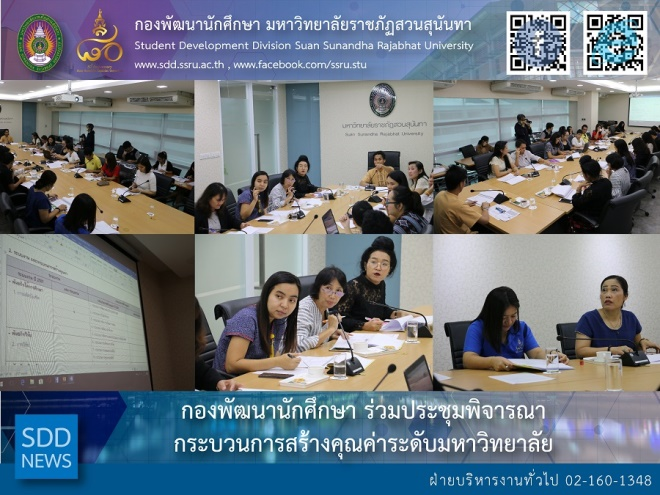 กองพัฒนานักศึกษา มหาวิทยาลัยราชภัฏสวนสุนันทา
Student Development Division Suan Sunandha Rajabhat University
www.sdd.ssru.ac.th , www.facebook.com/ssru.stu
มหาวิทยาลัยราชภัฏสวนสุนันทา
Suan Sunandha Rajabhat University
SDD
NEWS
กองพัฒนานักศึกษา ร่วมประชุมพิจารณา
กระบวนการสร้างคุณค่าระดับมหาวิทยาลัย
ฝ่ายบริหารงานทั่วไป 02-160-1348